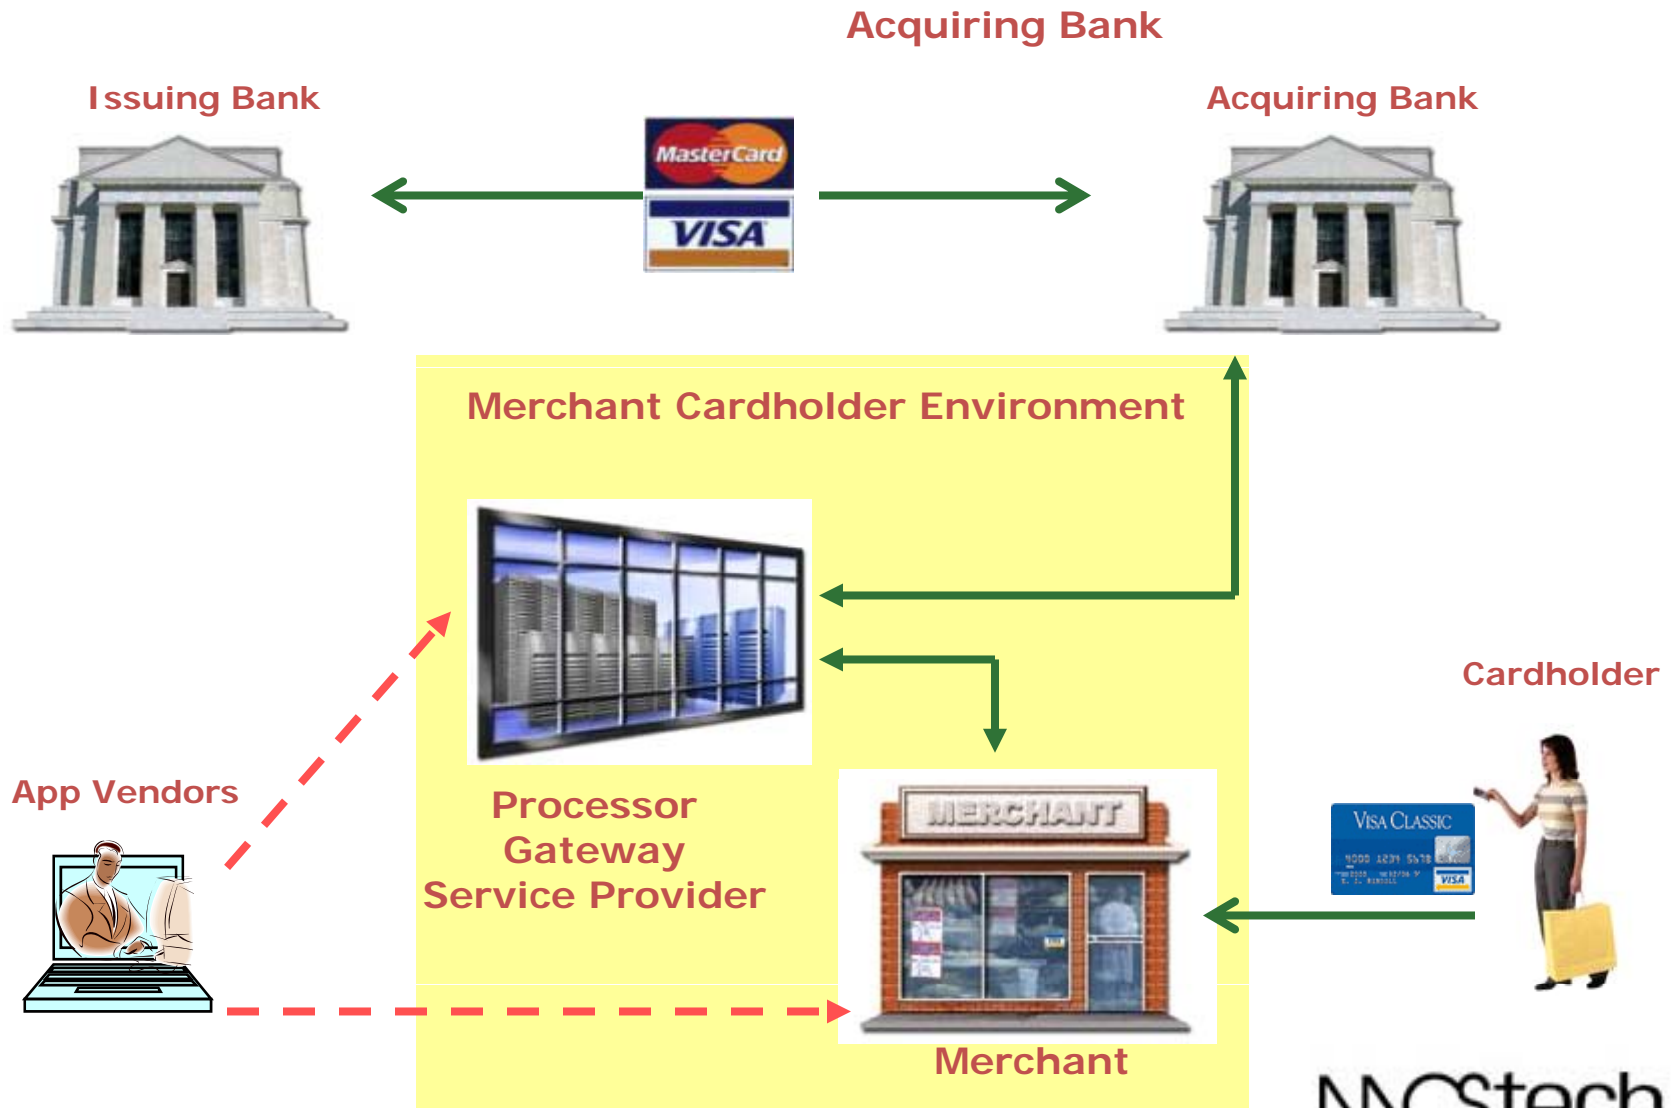 Acquiring Bank
Issuing Bank
Acquiring Bank
MasterCard
VISA
Merchant Cardholder Environment
Cardholder
App Vendors
Processor
Gateway
Service Provider
MERCHANT
VISA CLASSIC
VISA
Merchant